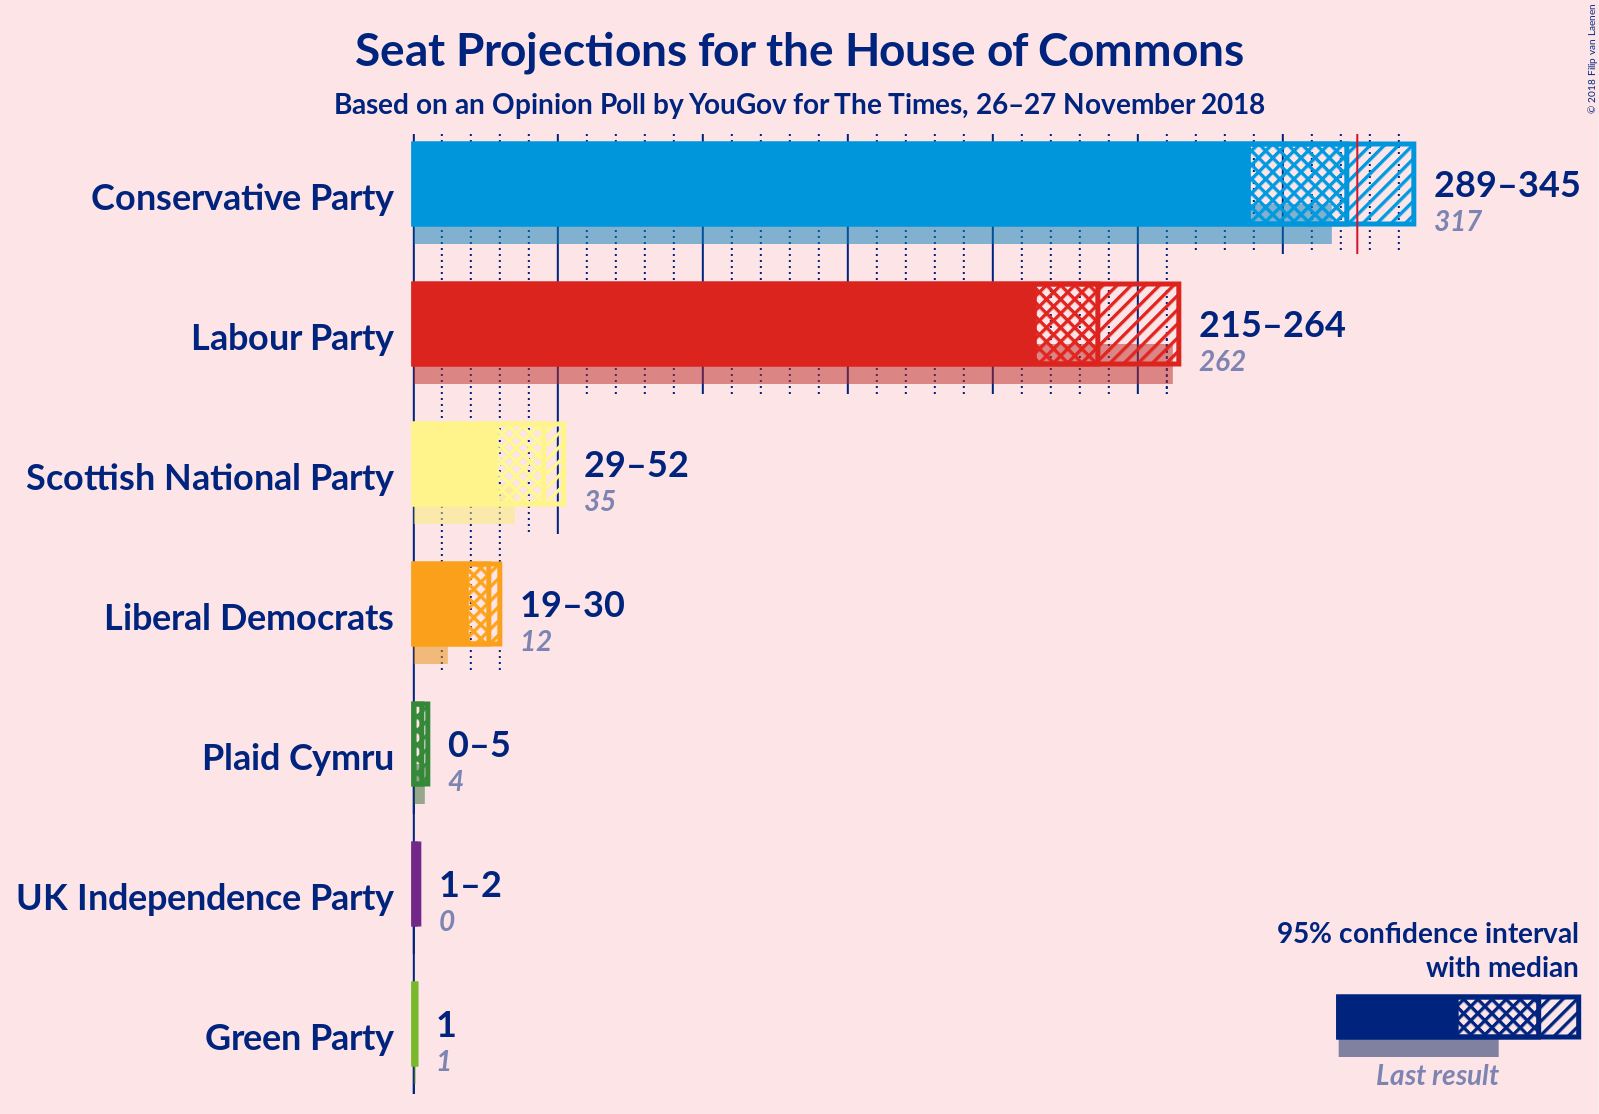 Seat Projections for the House of Commons
Based on an Opinion Poll by YouGov for The Times, 26–27 November 2018
© 2018 Filip van Laenen
Conservative Party
289–345
317
Labour Party
215–264
262
Scottish National Party
29–52
35
Liberal Democrats
19–30
12
Plaid Cymru
0–5
4
UK Independence Party
1–2
0
Green Party
1
1
95% confidence interval
with median
Last result